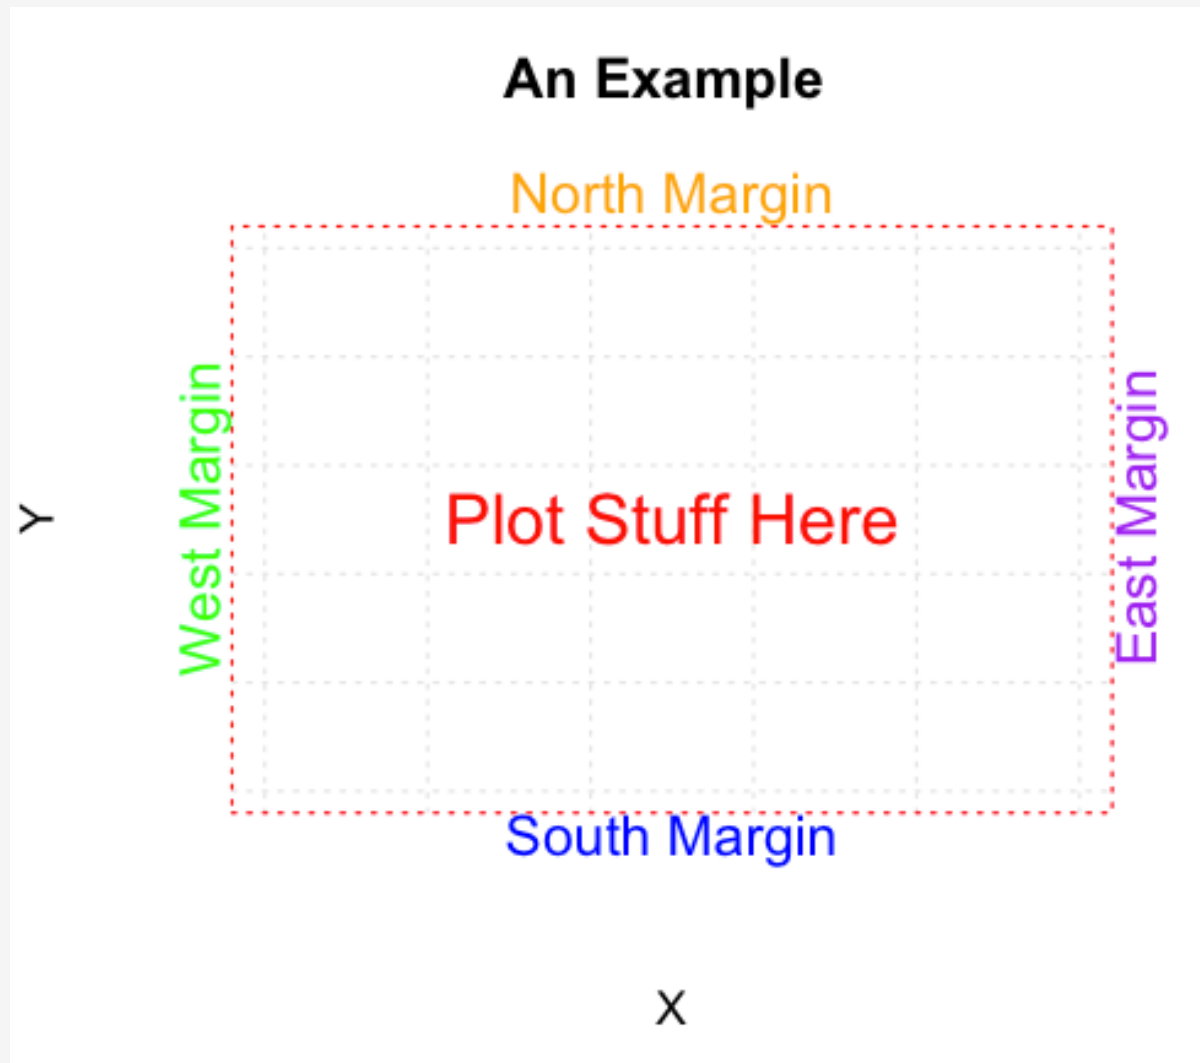 An Example
North Margin
West Margin
Y
Plot Stuff Here
East Margin
South Margin
X